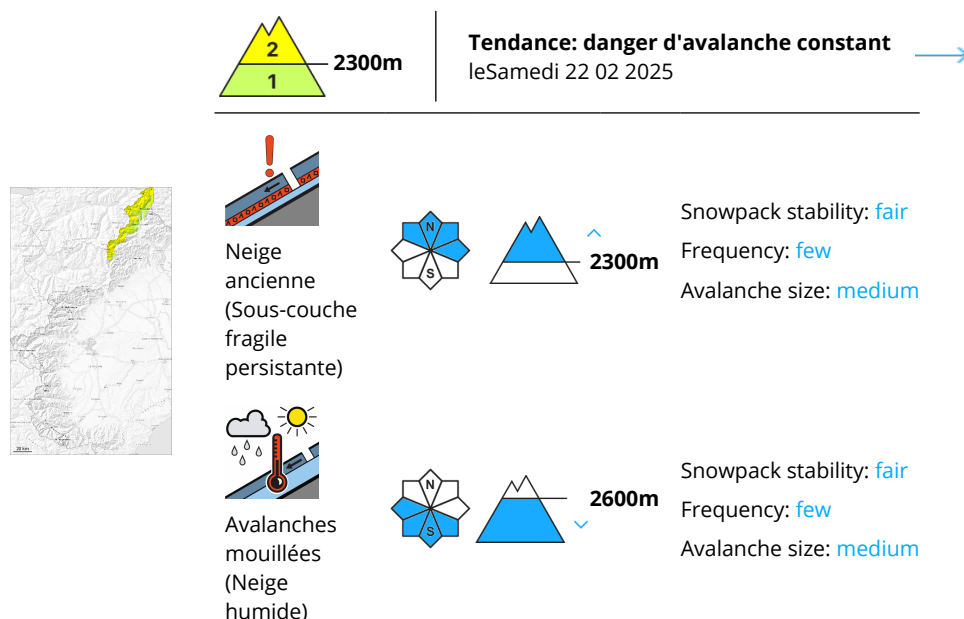 2
1
2300m
Tendance: danger d'avalanche constant
leSamedi 22 02 2025
Neige
ancienne
(Sous-couche
fragile
persistante)
N
S
2300m
Snowpack stability: fair
Frequency: few
Avalanche size: medium
20 km
Avalanches
mouillées
(Neige
humide)
N
S
2600m
Snowpack stability: fair
Frequency: few
Avalanche size: medium